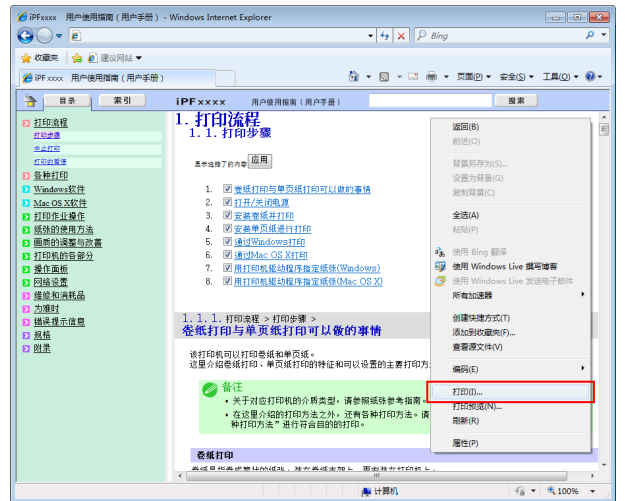 iPFxxxx 用户使用指南(用户手册) - Windows Internet Explorer
Bing
收藏夹 建议网站
iPF xxxx 用户使用指南(用户手册)
页面(P) 安全(S) 工具(O)
目录 索引 iPFxxxx 用户使用指南(用户手册) 搜索
打印流程
打印步骤
中止打印
打印的暂停
各种打印
Windows软件
Mac OS X软件
打印作业操作
纸张的使用方法
画质的调整与改善
打印机的各部分
操作面板
网络设置
维修和消耗品
为难时
错误提示信息
规格
附录
1. 打印流程
1. 1. 打印步骤
显示选择了的内容 应用
1. 卷纸打印与单页纸打印可以做的事情
2. 打开/关闭电源
3. 安装卷纸并打印
4. 安装单页纸进行打印
5. 通过Windows打印
6. 通过Mac OS X打印
7. 用打印机驱动程序指定纸张(Windows)
8. 用打印机驱动程序指定纸张(Mac OS X)
1. 1. 1. 打印流程 > 打印步骤 >
卷纸打印与单页纸打印可以做的事情
该打印机可以打印卷纸和单页纸。
这里介绍卷纸打印、单页纸打印的特征和可以设置的主要打印方
备注
• 关于对应打印机的介质类型,请参照纸张参考指南。
• 在这里介绍的打印方法之外,还有各种打印方法。请
种打印方法”进行符合目的的打印。
卷纸打印
返回(B)
前进(O)
背景另存为(S)...
设置为背景(G)
复制背景(C)
全选(A)
粘贴(P)
使用 Bing 翻译
使用 Windows Live 撰写博客
使用 Windows Live 发送电子邮件
所有加速器
创建快捷方式(T)
添加到收藏夹(F)...
查看源文件(V)
编码(E)
打印(I)...
打印预览(N)...
刷新(R)
属性(P)
计算机 100%